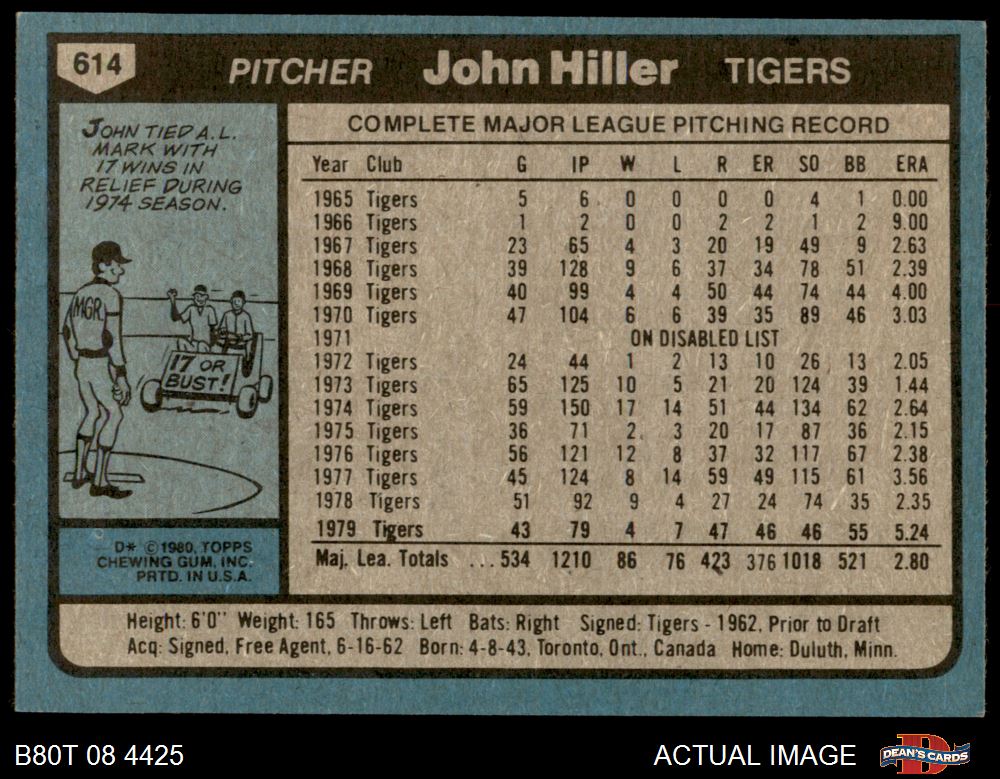 614 PITCHER John Hiller TIGERS
JOHN TIED A.L.
MARK WITH
17 WINS IN
RELIEF DURING
1974 SEASON.
MGR.
17 OR
BUST!
D* © 1980, TOPPS
CHEWING GUM, INC.
PRTD. IN U.S.A.
COMPLETE MAJOR LEAGUE PITCHING RECORD
Year Club G IP W L R ER SO BB ERA
1965 Tigers 5 6 0 0 0 0 4 1 0.00
1966 Tigers 1 2 0 0 2 2 1 2 9.00
1967 Tigers 23 65 4 3 20 19 49 9 2.63
1968 Tigers 39 128 9 6 37 34 78 51 2.39
1969 Tigers 40 99 4 4 50 44 74 44 4.00
1970 Tigers 47 104 6 6 39 35 89 46 3.03
1971 ON DISABLED LIST
1972 Tigers 24 44 1 2 13 10 26 13 2.05
1973 Tigers 65 125 10 5 21 20 124 39 1.44
1974 Tigers 59 150 17 14 51 44 134 62 2.64
1975 Tigers 36 71 2 3 20 17 87 36 2.15
1976 Tigers 56 121 12 8 37 32 117 67 2.38
1977 Tigers 45 124 8 14 59 49 115 61 3.56
1978 Tigers 51 92 9 4 27 24 74 35 2.35
1979 Tigers 43 79 4 7 47 46 46 55 5.24
Maj. Lea. Totals ... 534 1210 86 76 423 376 1018 521 2.80
Height: 6'0" Weight: 165 Throws: Left Bats: Right Signed: Tigers - 1962, Prior to Draft
Acq: Signed, Free Agent, 6-16-62 Born: 4-8-43, Toronto, Ont., Canada Home: Duluth, Minn.
B80T 08 4425 ACTUAL IMAGE DEAN'S CARDS